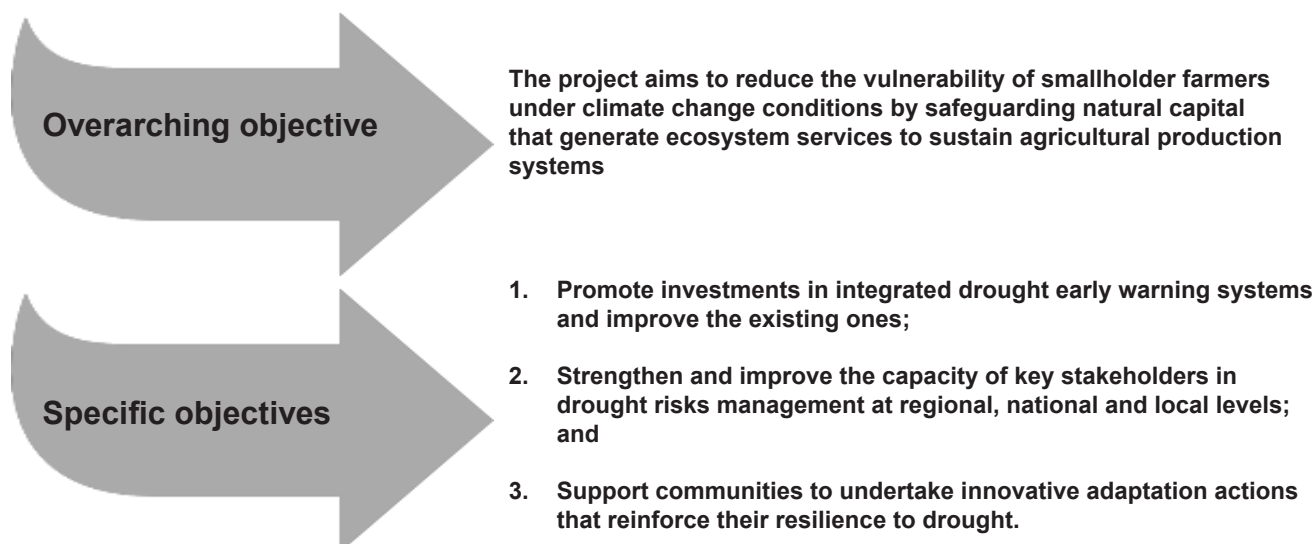 Overarching objective
The project aims to reduce the vulnerability of smallholder farmers
under climate change conditions by safeguarding natural capital
that generate ecosystem services to sustain agricultural production
systems
Specific objectives
1. Promote investments in integrated drought early warning systems
and improve the existing ones;
2. Strengthen and improve the capacity of key stakeholders in
drought risks management at regional, national and local levels;
and
3. Support communities to undertake innovative adaptation actions
that reinforce their resilience to drought.